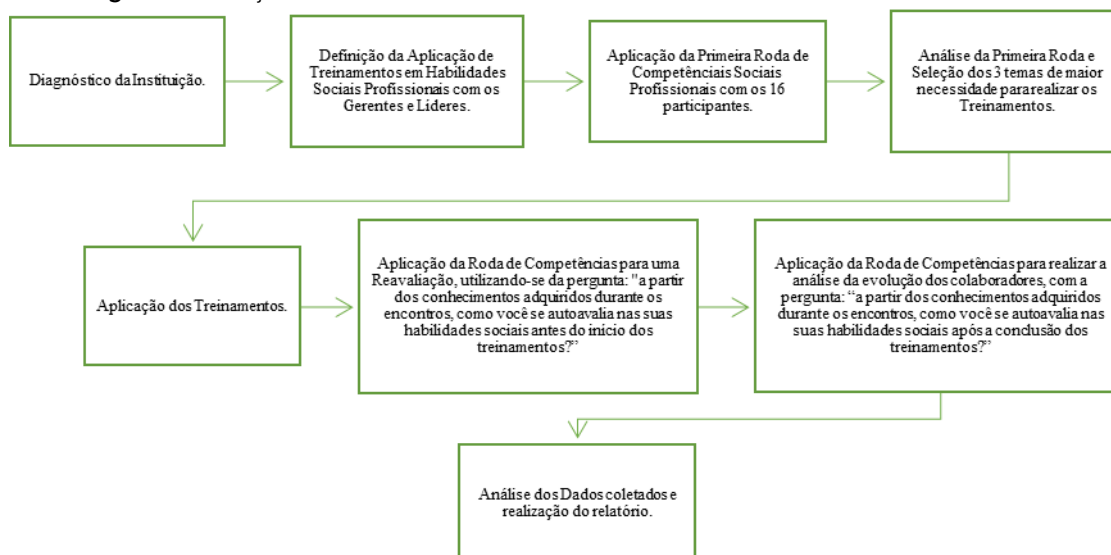 Diagnóstico da Instituição.
Definição da Aplicação de
Treinamentos em Habilidades
Sociais Profissionais com os
Gerentes e Lideres.
Aplicação da Primeira Roda de
Competênciais Sociais
Profissionais com os 16
participantes.
Análise da Primeira Roda e
Seleção dos 3 temas de maior
necessidade para realizar os
Treinamentos.
Aplicação dos Treinamentos.
Aplicação da Roda de Competências para uma
Reavaliação, utilizando-se da pergunta: "a partir
dos conhecimentos adquiridos durante os
encontros, como você se autoavalia nas suas
habilidades sociais antes do início dos
treinamentos?”
Aplicação da Roda de Competências para realizar a
análise da evolução dos colaboradores, com a
pergunta: “a partir dos conhecimentos adquiridos
durante os encontros, como você se autoavalia nas
suas habilidades sociais após a conclusão dos
treinamentos?”
Análise dos Dados coletados e
realização do relatório.